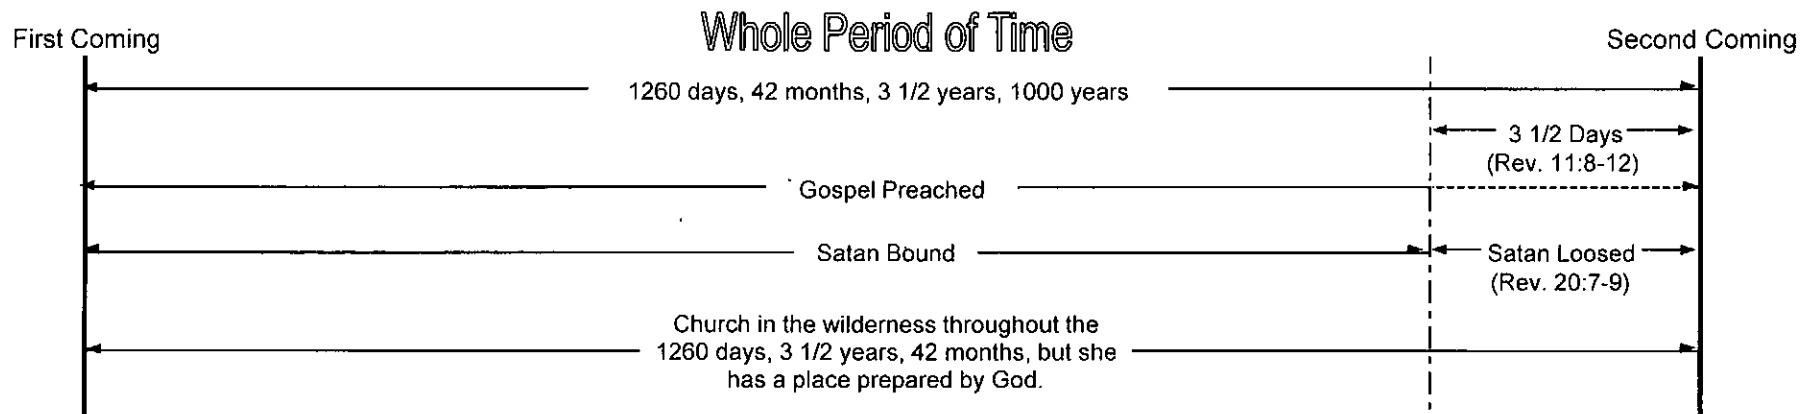 Whole Period of Time
First Coming
Second Coming
1260 days, 42 months, 3 1/2 years, 1000 years
3 1/2 Days
(Rev. 11:8-12)
Gospel Preached
Satan Bound
Satan Loosed
(Rev. 20:7-9)
Church in the wilderness throughout the
1260 days, 3 1/2 years, 42 months, but she
has a place prepared by God.